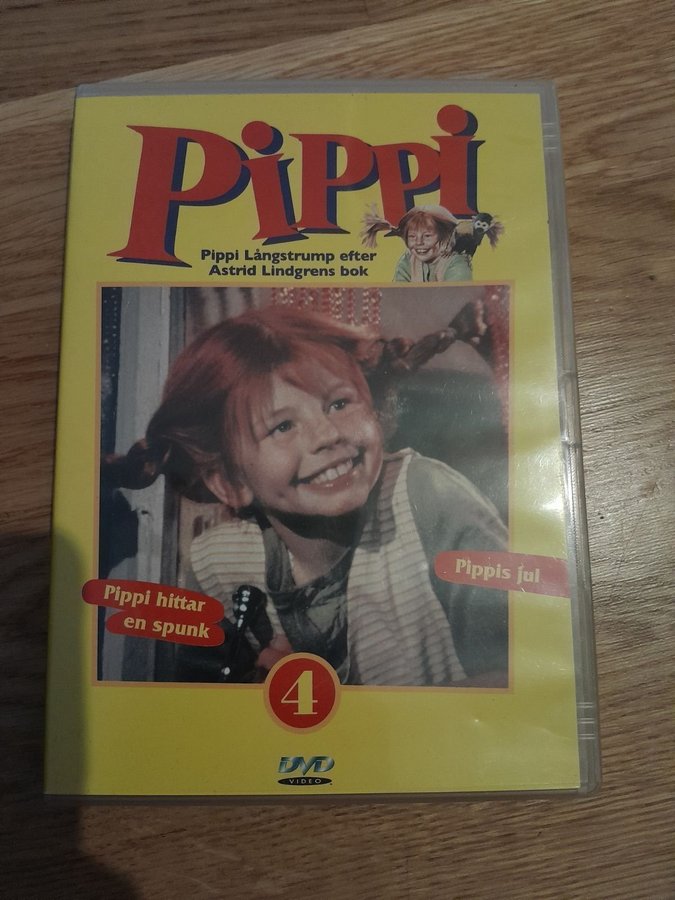 Pippi
Pippi Långstrump efter
Astrid Lindgrens bok
Pippis jul
Pippi hittar
en spunk
4
DVD
VIDEO